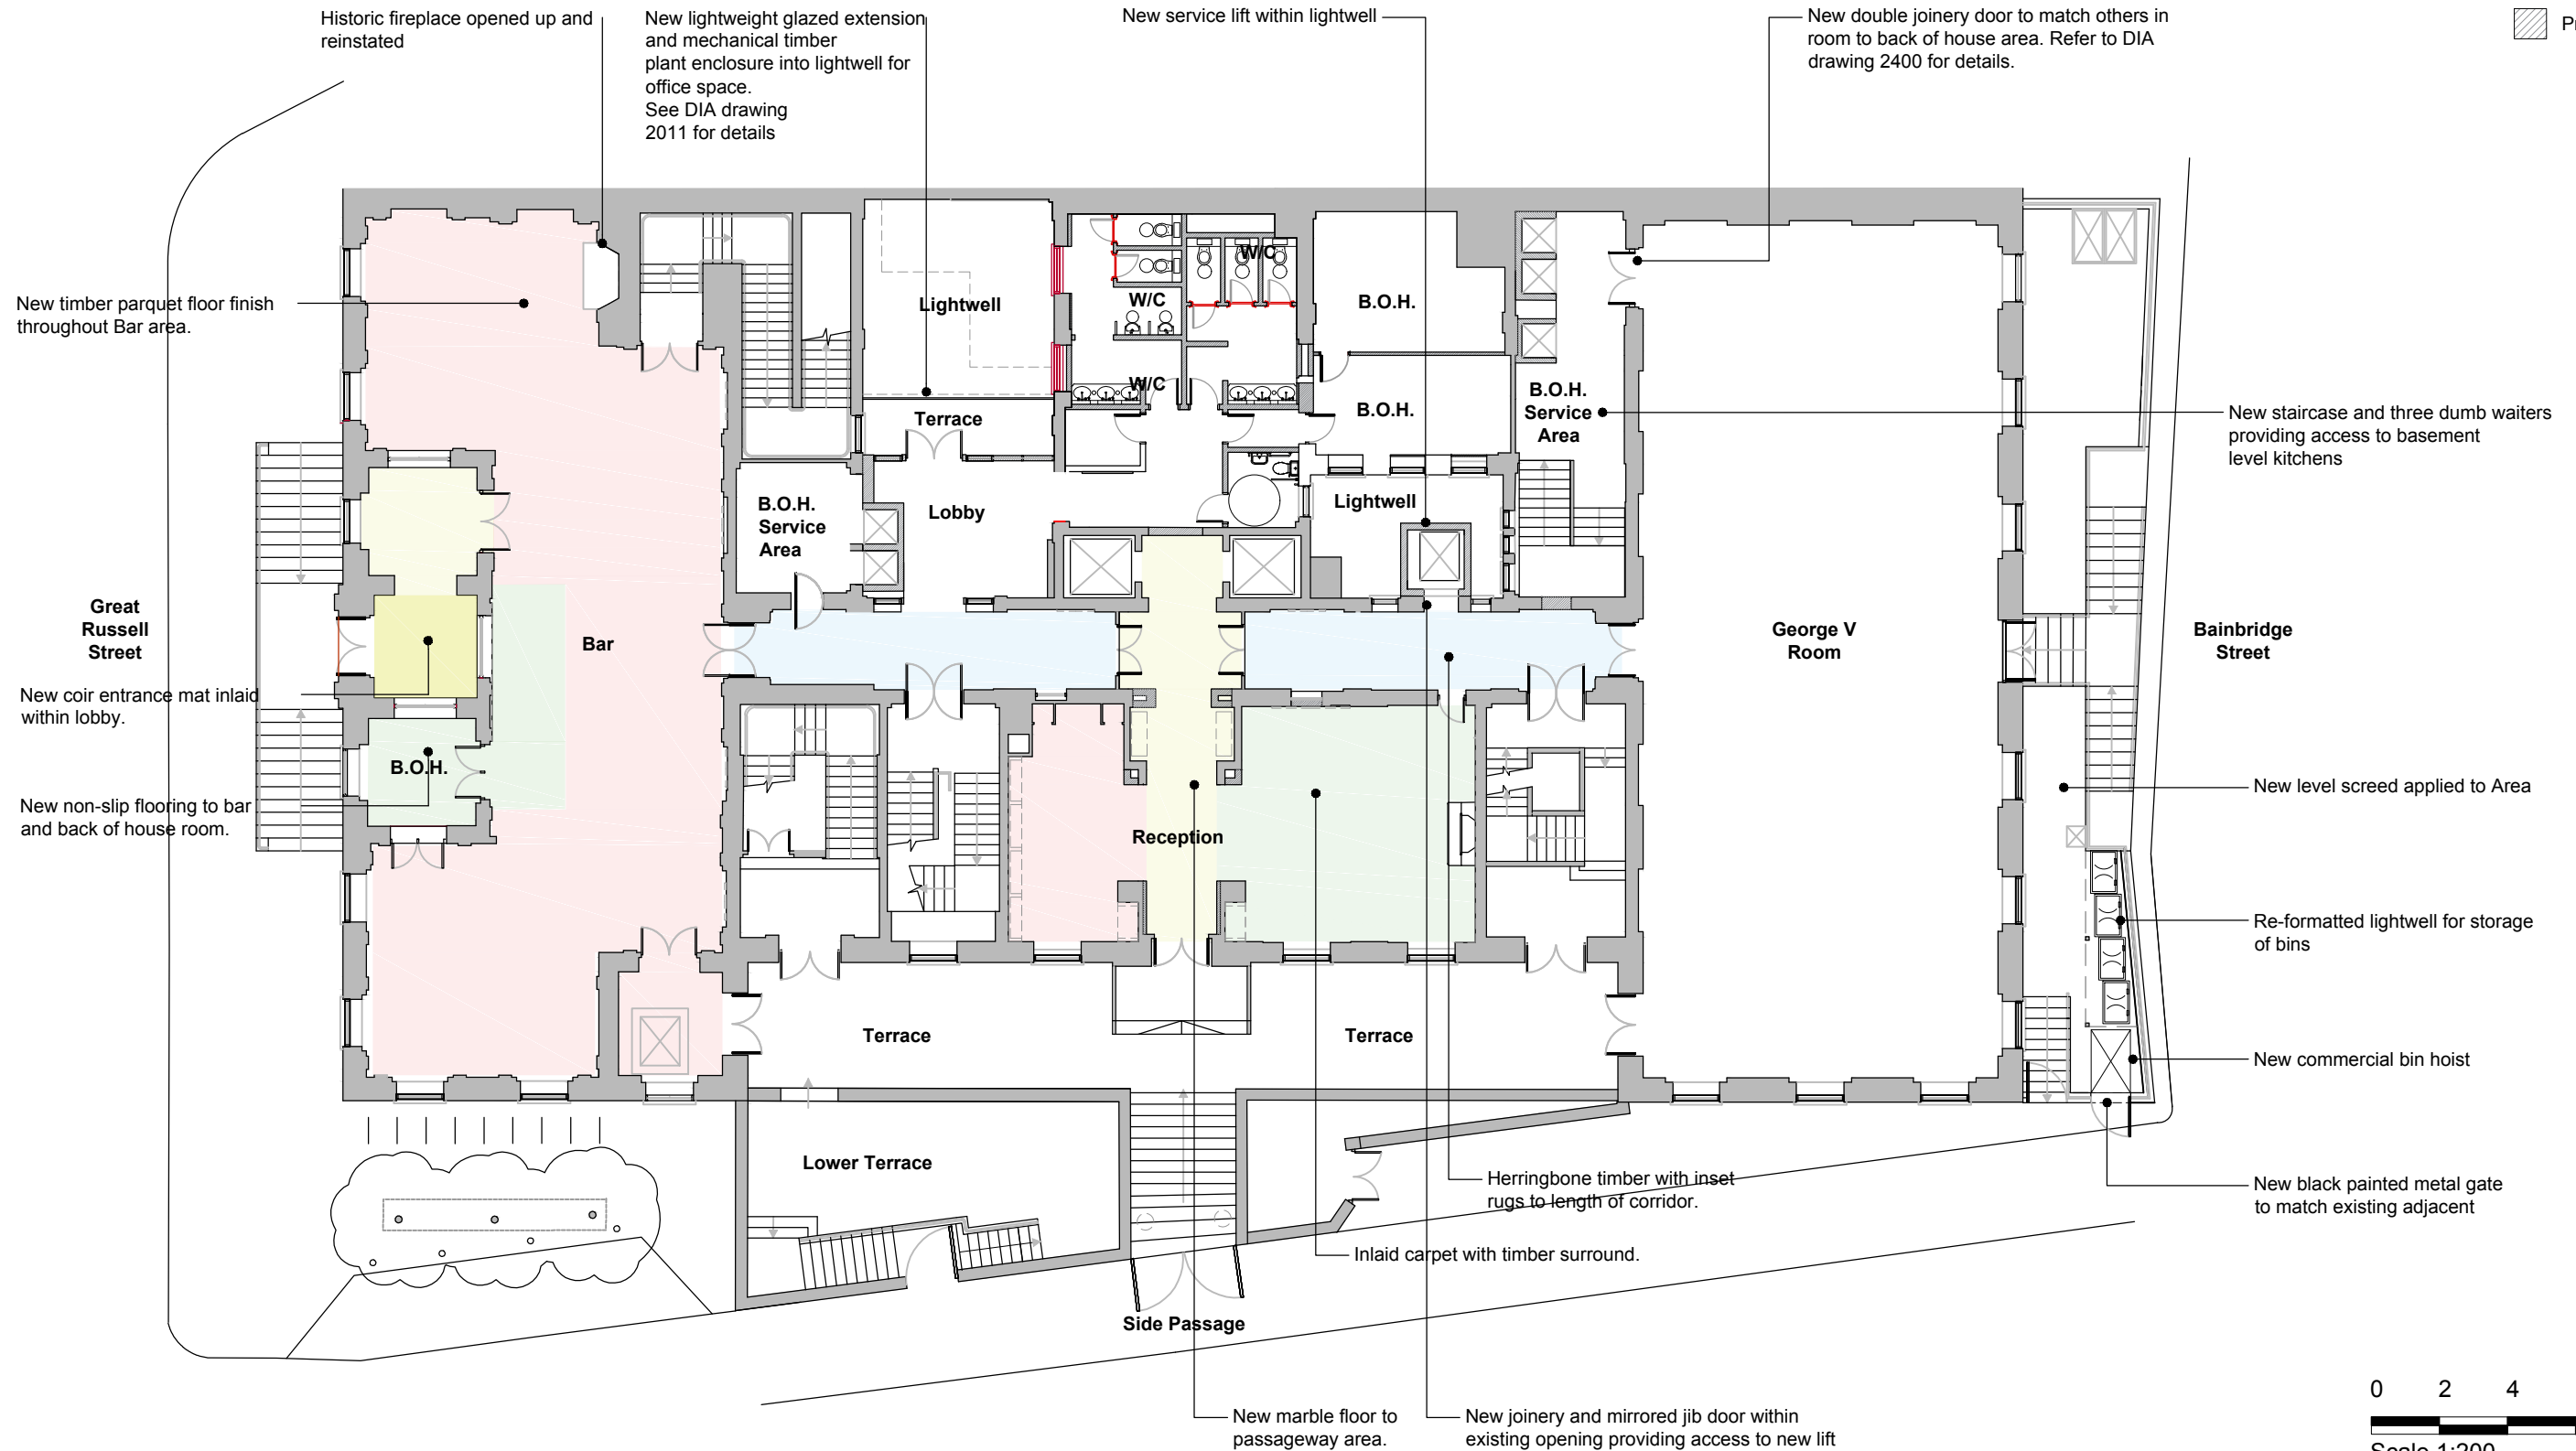 Historic fireplace opened up and
reinstated
New lightweight glazed extension
and mechanical timber
plant enclosure into lightwell for
office space.
See DIA drawing
2011 for details
New service lift within lightwell
New double joinery door to match others in
room to back of house area. Refer to DIA
drawing 2400 for details.
New timber parquet floor finish
throughout Bar area.
Lightwell
Terrace
W/C
W/C
W/C
B.O.H.
B.O.H.
B.O.H.
Service
Area
New staircase and three dumb waiters
providing access to basement
level kitchens
B.O.H.
Service
Area
Lobby
Lightwell
Great
Russell
Street
Bar
George V
Room
Bainbridge
Street
New coir entrance mat inlaid
within lobby.
B.O.H.
New non-slip flooring to bar
and back of house room.
Reception
New level screed applied to Area
Re-formatted lightwell for storage
of bins
Terrace
Terrace
New commercial bin hoist
Lower Terrace
Herringbone timber with inset
rugs to length of corridor.
New black painted metal gate
to match existing adjacent
Inlaid carpet with timber surround.
Side Passage
New marble floor to
passageway area.
New joinery and mirrored jib door within
existing opening providing access to new lift
0 2 4
Scale 1:200